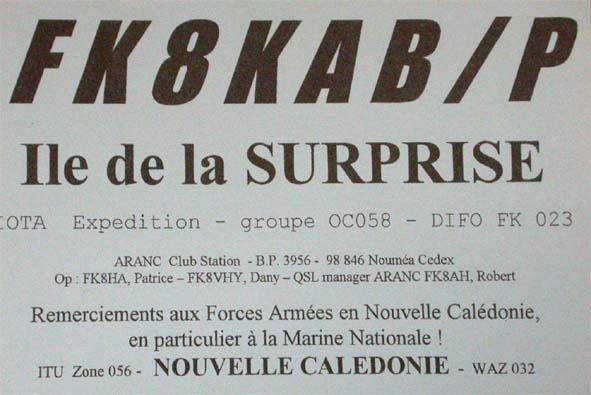 FK8KAB/P
Ile de la SURPRISE
IOTA Expedition - groupe OC058 - DIFO FK 023
ARANC Club Station - B.P. 3956 - 98 846 Nouméa Cedex
Op : FK8HA, Patrice – FK8VHY, Dany – QSL manager ARANC FK8AH, Robert
Remerciements aux Forces Armées en Nouvelle Calédonie,
en particulier à la Marine Nationale !
ITU Zone 056 - NOUVELLE CALEDONIE - WAZ 032